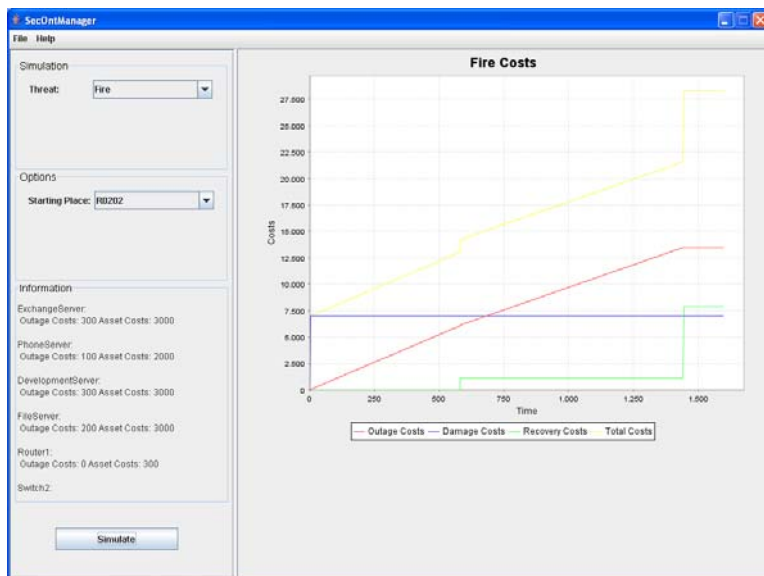 SecOntManager
File Help
Simulation
Threat: Fire
Options
Starting Place: R0202
Information
ExchangeServer:
Outage Costs: 300 Asset Costs: 3000
PhoneServer:
Outage Costs: 100 Asset Costs: 2000
DevelopmentServer:
Outage Costs: 300 Asset Costs: 3000
FileServer:
Outage Costs: 200 Asset Costs: 3000
Router1:
Outage Costs: 0 Asset Costs: 300
Switch2:
Simulate
Fire Costs
Costs
27.500
25.000
22.500
20.000
17.500
15.000
12.500
10.000
7.500
5.000
2.500
0
0 250 500 750 1.000 1.250 1.500
Time
Outage Costs Damage Costs Recovery Costs Total Costs